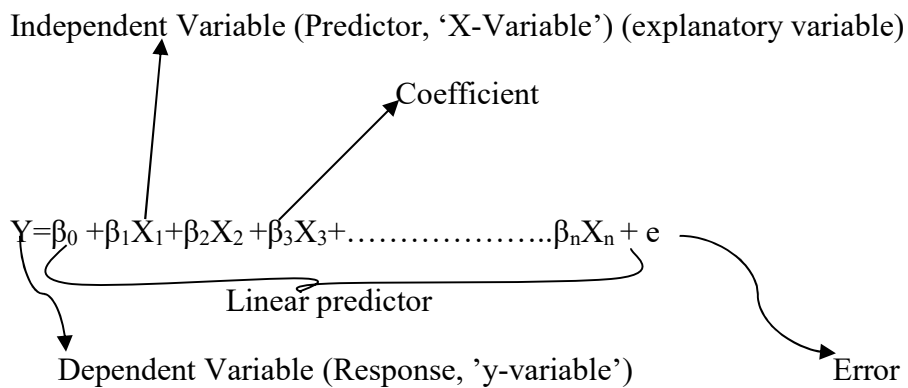 Independent Variable (Predictor, ‘X-Variable’) (explanatory variable)
Coefficient
Y=β₀ +β₁X₁+β₂X₂ +β₃X₃+…………………..βₙXₙ + e
Linear predictor
Dependent Variable (Response, ’y-variable’)
Error